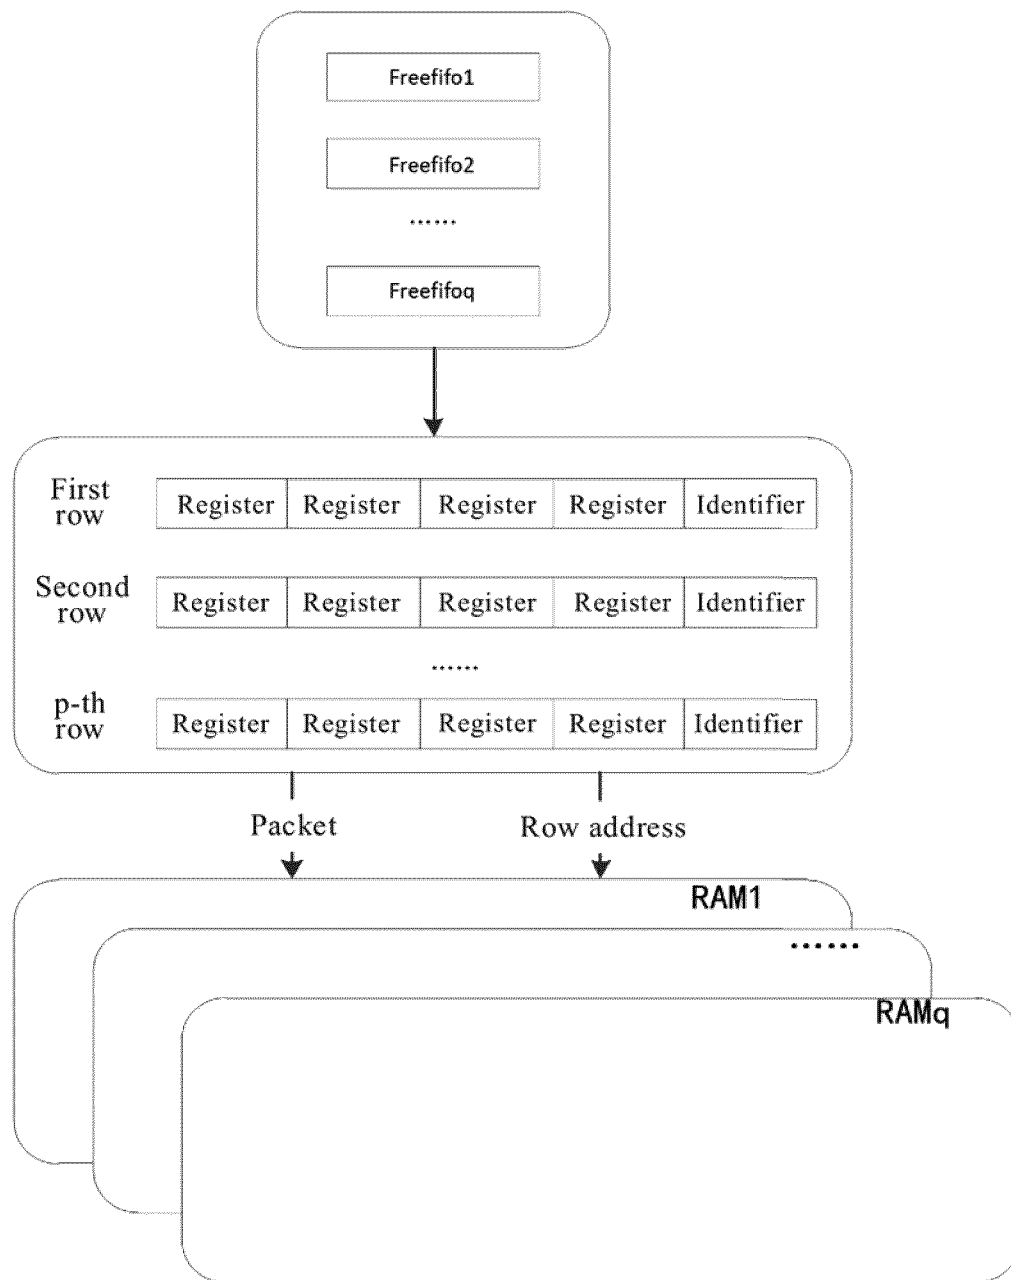 Freefifo1
Freefifo2
......
Freefifoq
First
row
Register Register Register Register Identifier
Second
row
Register Register Register Register Identifier
......
p-th
row
Register Register Register Register Identifier
Packet Row address
RAM1
......
RAMq